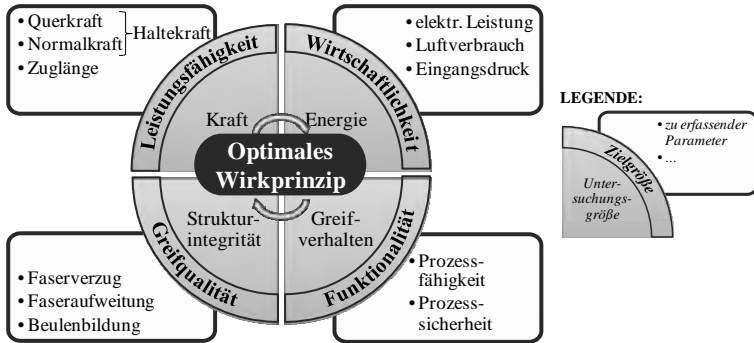 • Querkraft
• Normalkraft
Haltekraft
• Zuglänge
• elektr. Leistung
• Luftverbrauch
• Eingangsdruck
Leistungsfähigkeit
Wirtschaftlichkeit
Kraft
Energie
Optimales
Wirkprinzip
Struktur-
integrität
Greif-
verhalten
Greifqualität
Funktionalität
• Faserverzug
• Faseraufweitung
• Beulenbildung
• Prozess-
fähigkeit
• Prozess-
sicherheit
LEGENDE:
• zu erfassender
Parameter
• ...
Zielgröße
Unter-
suchungs-
größe